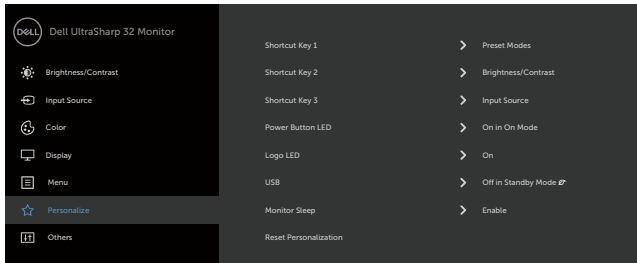 DELL Dell UltraSharp 32 Monitor
Brightness/Contrast
Input Source
Color
Display
Menu
Personalize
Others
Shortcut Key 1 Preset Modes
Shortcut Key 2 Brightness/Contrast
Shortcut Key 3 Input Source
Power Button LED On in On Mode
Logo LED On
USB Off in Standby Mode
Monitor Sleep Enable
Reset Personalization